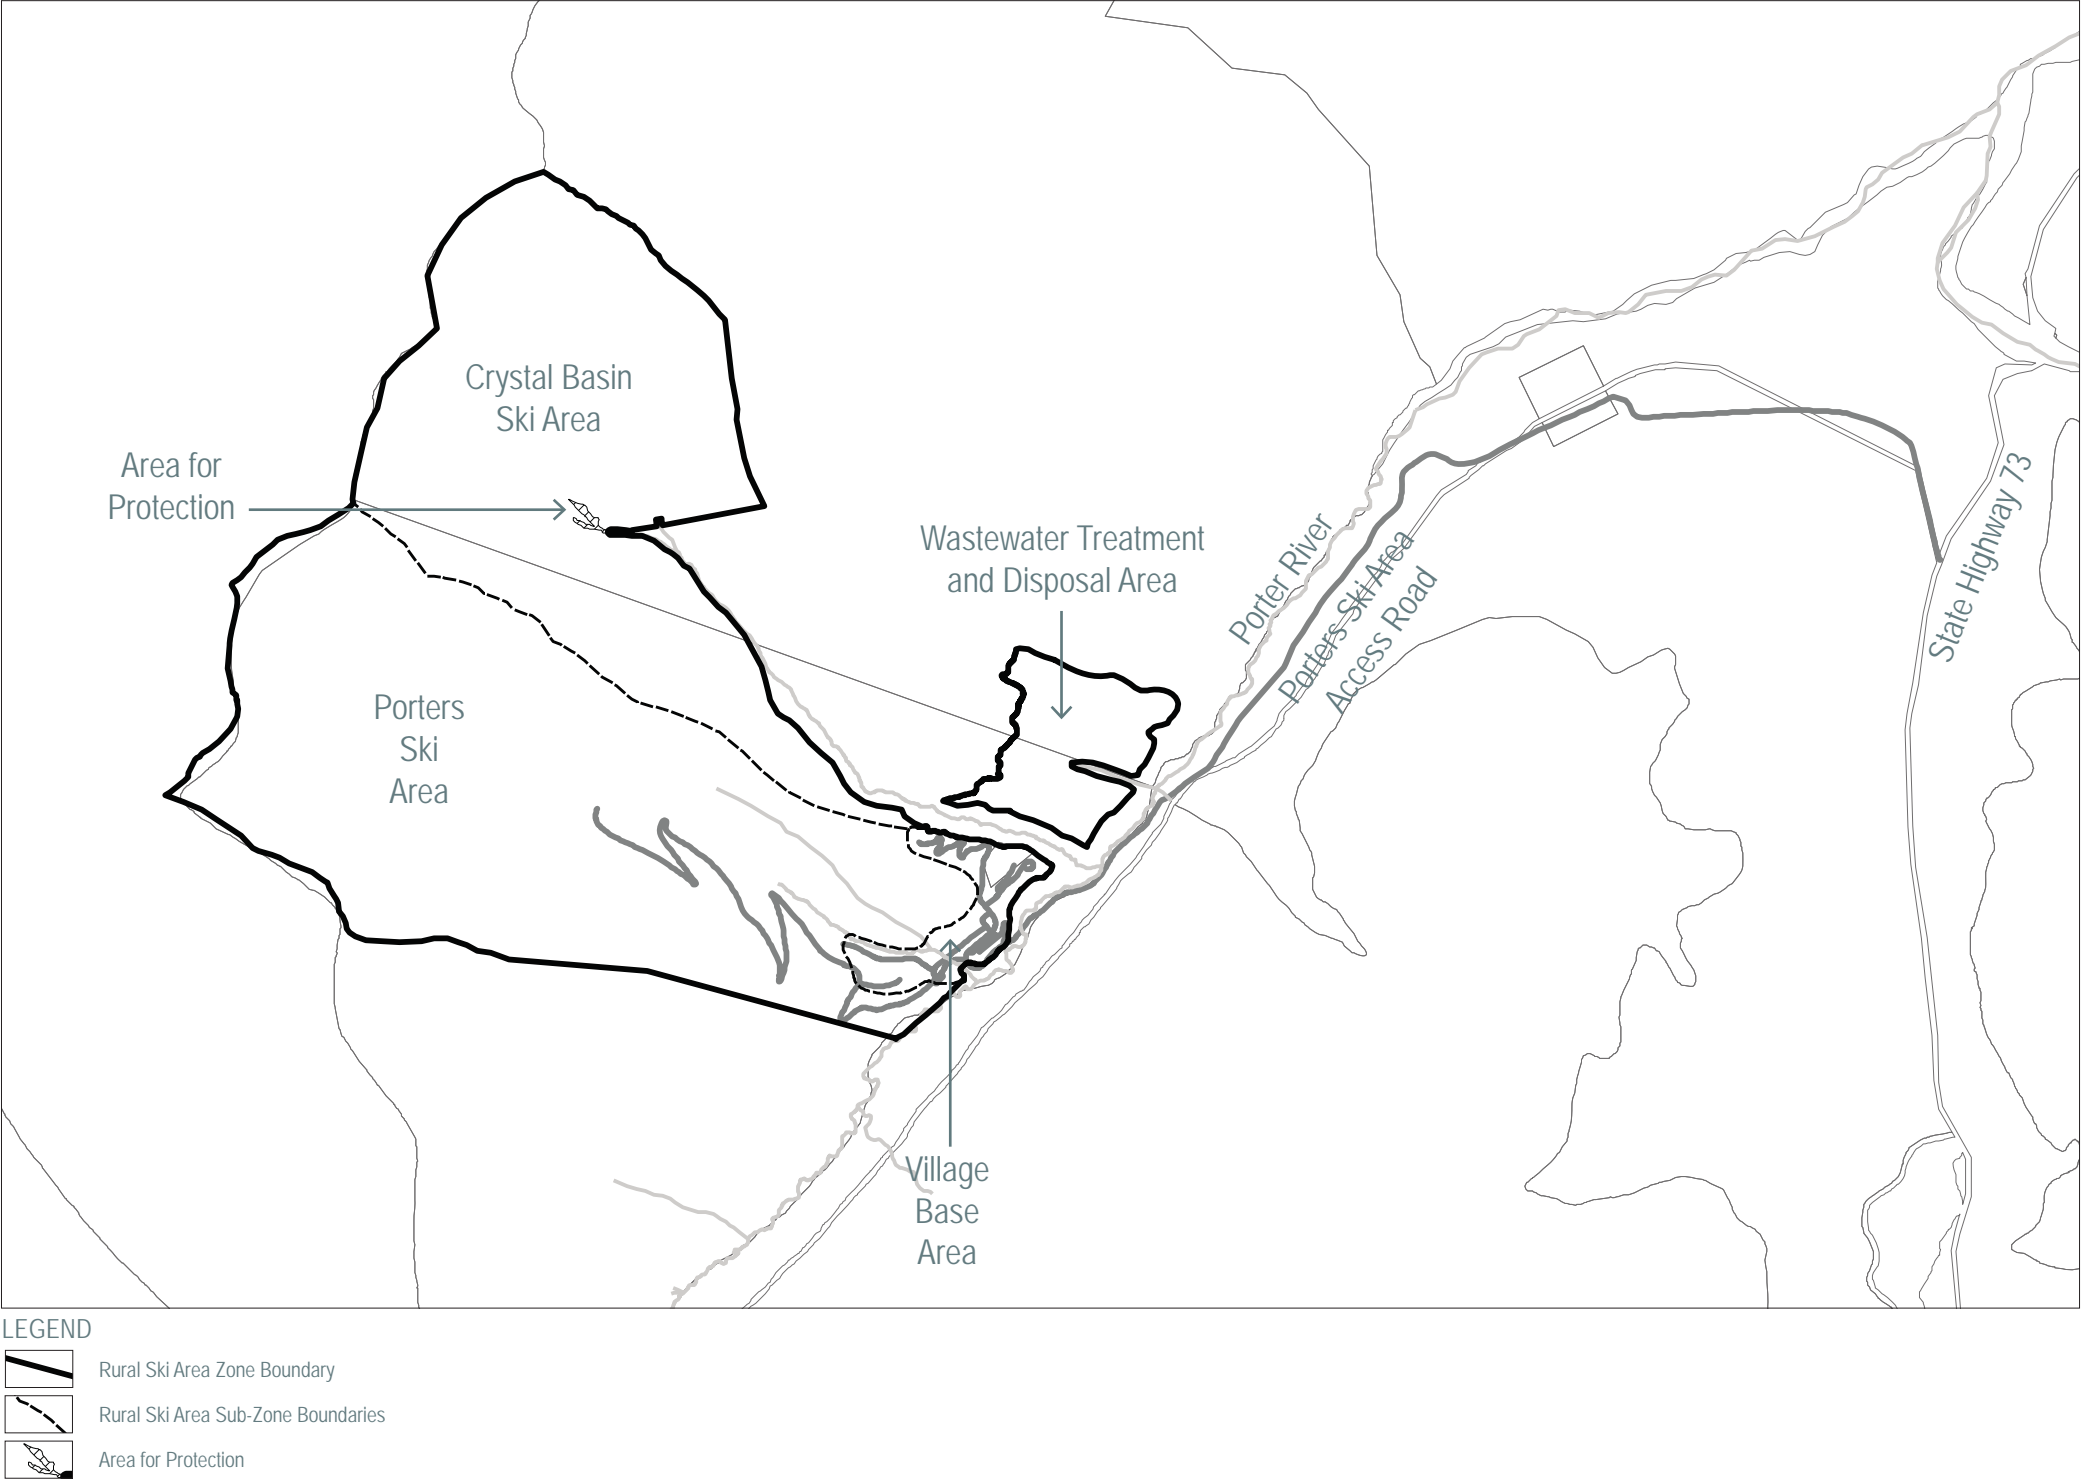 Crystal Basin
Ski Area
Area for
Protection
Wastewater Treatment
and Disposal Area
Porter River
Porters Ski Area
Access Road
State Highway 73
Porters
Ski
Area
Village
Base
Area
LEGEND
Rural Ski Area Zone Boundary
Rural Ski Area Sub-Zone Boundaries
Area for Protection